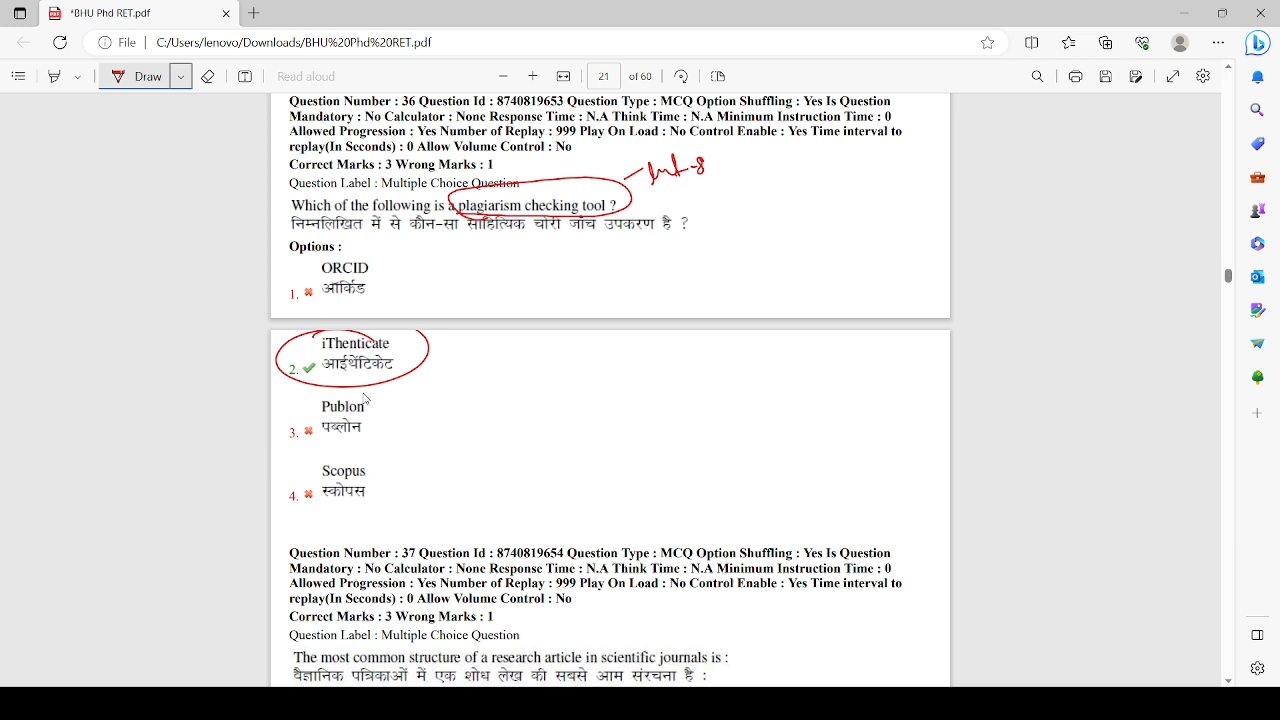 *BHU Phd RET.pdf
File
C:/Users/lenovo/Downloads/BHU%20Phd%20RET.pdf
Draw
Read aloud
21
of 60
Question Number : 36 Question Id : 8740819653 Question Type : MCQ Option Shuffling : Yes Is Question
Mandatory : No Calculator : None Response Time : N.A Think Time : N.A Minimum Instruction Time : 0
Allowed Progression : Yes Number of Replay : 999 Play On Load : No Control Enable : Yes Time interval to
replay(In Seconds) : 0 Allow Volume Control : No
Correct Marks : 3 Wrong Marks : 1
Question Label : Multiple Choice Question
Which of the following is a plagiarism checking tool ?
निम्नलिखित में से कौन-सा साहित्यिक चोरी जाँच उपकरण है ?
Options :
ORCID
1. ऑर्किड
iThenticate
2. आईथेंटिकेट
Publon
3. पब्लोन
Scopus
4. स्कोपस
Question Number : 37 Question Id : 8740819654 Question Type : MCQ Option Shuffling : Yes Is Question
Mandatory : No Calculator : None Response Time : N.A Think Time : N.A Minimum Instruction Time : 0
Allowed Progression : Yes Number of Replay : 999 Play On Load : No Control Enable : Yes Time interval to
replay(In Seconds) : 0 Allow Volume Control : No
Correct Marks : 3 Wrong Marks : 1
Question Label : Multiple Choice Question
The most common structure of a research article in scientific journals is :
वैज्ञानिक पत्रिकाओं में एक शोध लेख की सबसे आम संरचना है :